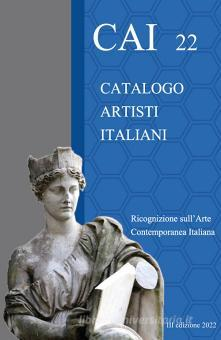 CAI 22
CATALOGO
ARTISTI
ITALIANI
Ricognizione sull'Arte
Contemporanea Italiana
III edizione 2022